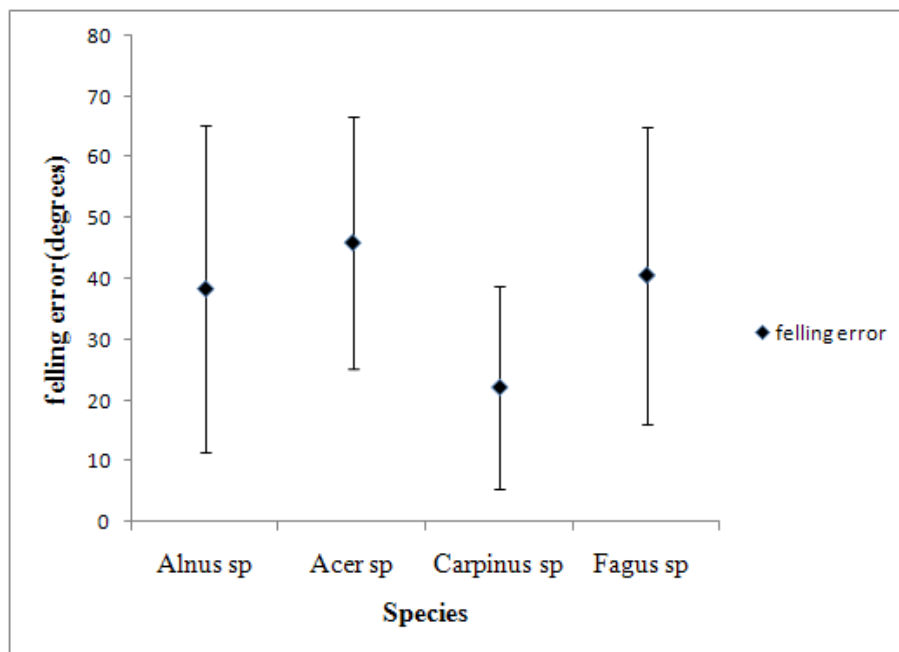 80
70
60
50
40
30
20
10
0
felling error(degrees)
Alnus sp Acer sp Carpinus sp Fagus sp
Species
felling error